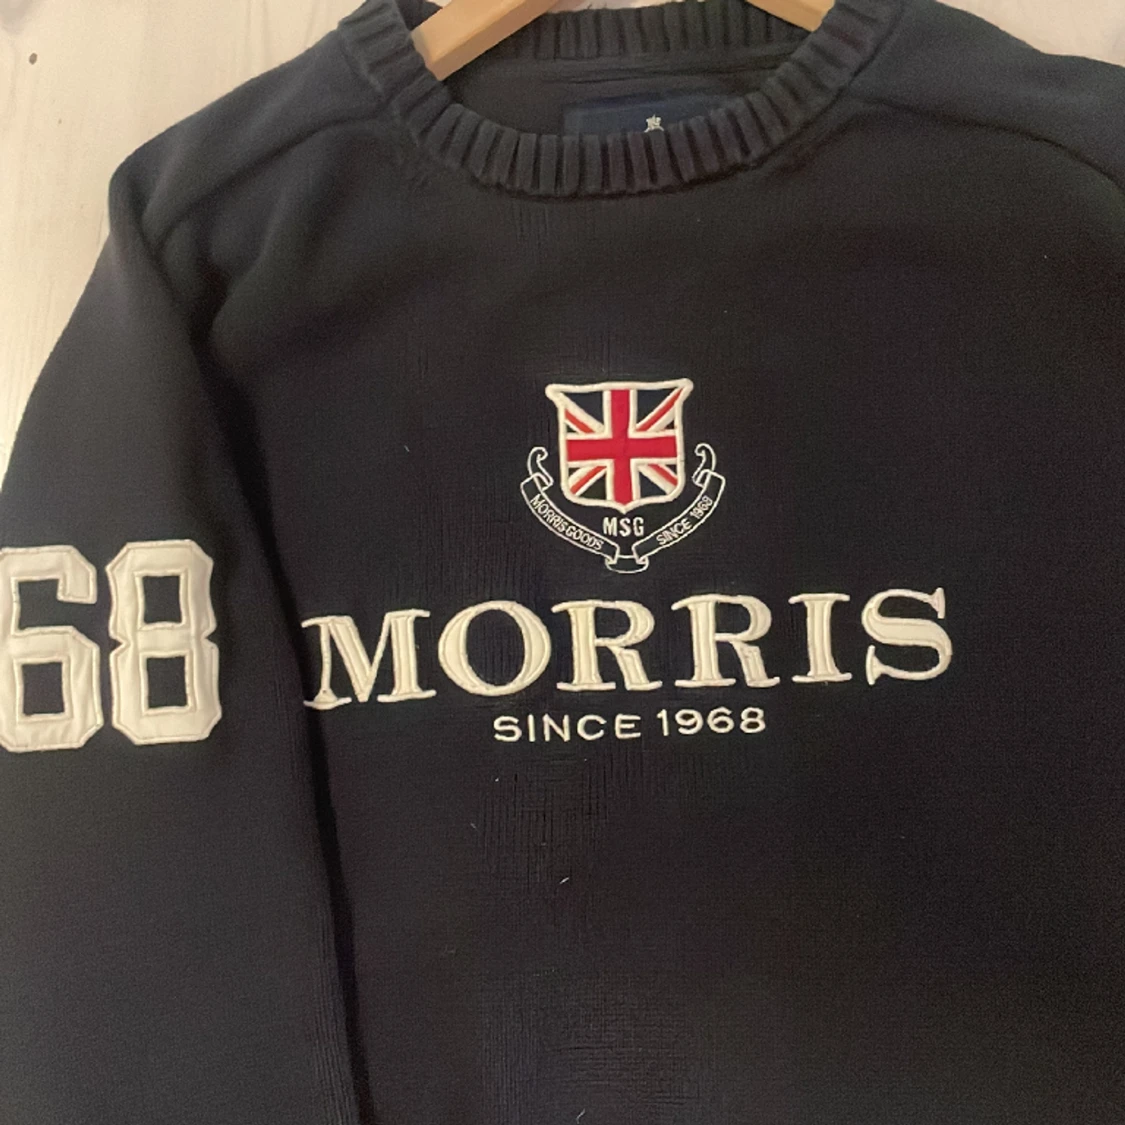 MSG
MORRIS GOODS
SINCE 1968
68
MORRIS
SINCE 1968